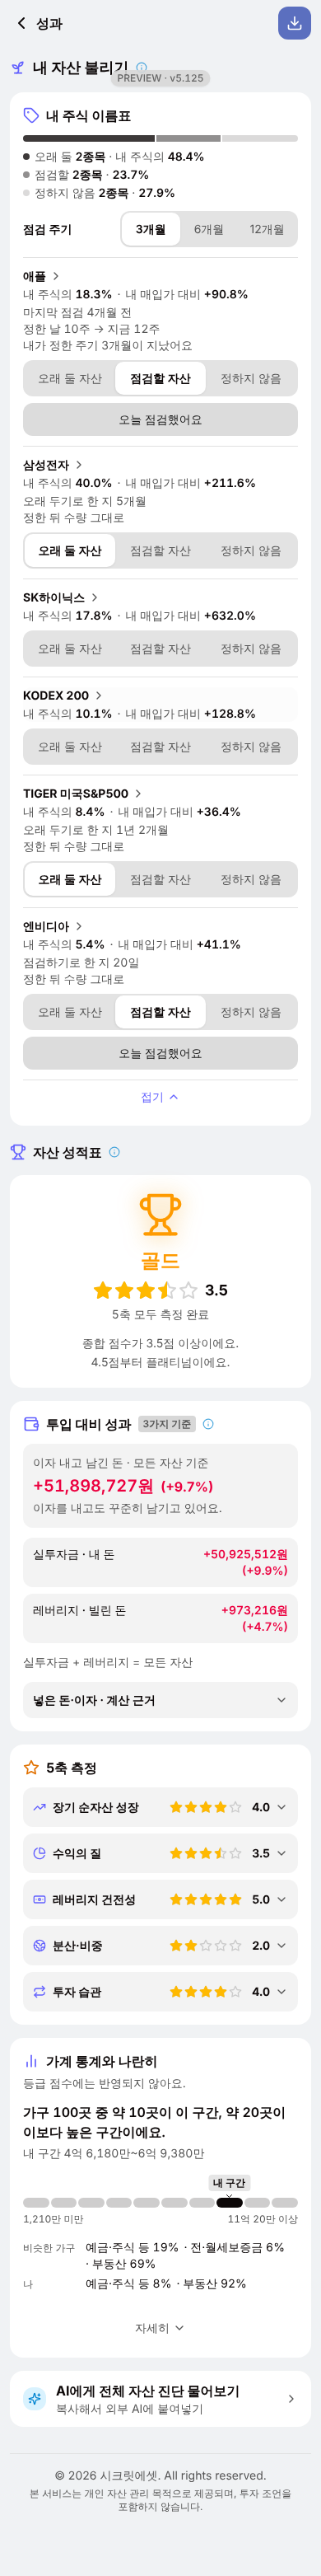 성과
내 자산 불리기
PREVIEW · v5.125
내 주식 이름표
오래 둘 2종목 · 내 주식의 48.4%
점검할 2종목 · 23.7%
정하지 않음 2종목 · 27.9%
점검 주기 3개월 6개월 12개월
애플
내 주식의 18.3% · 내 매입가 대비 +90.8%
마지막 점검 4개월 전
정한 날 10주 → 지금 12주
내가 정한 주기 3개월이 지났어요
오래 둘 자산 점검할 자산 정하지 않음
오늘 점검했어요
삼성전자
내 주식의 40.0% · 내 매입가 대비 +211.6%
오래 두기로 한 지 5개월
정한 뒤 수량 그대로
오래 둘 자산 점검할 자산 정하지 않음
SK하이닉스
내 주식의 17.8% · 내 매입가 대비 +632.0%
오래 둘 자산 점검할 자산 정하지 않음
KODEX 200
내 주식의 10.1% · 내 매입가 대비 +128.8%
오래 둘 자산 점검할 자산 정하지 않음
TIGER 미국S&P500
내 주식의 8.4% · 내 매입가 대비 +36.4%
오래 두기로 한 지 1년 2개월
정한 뒤 수량 그대로
오래 둘 자산 점검할 자산 정하지 않음
엔비디아
내 주식의 5.4% · 내 매입가 대비 +41.1%
점검하기로 한 지 20일
정한 뒤 수량 그대로
오래 둘 자산 점검할 자산 정하지 않음
오늘 점검했어요
접기
자산 성적표
골드
3.5
5축 모두 측정 완료
종합 점수가 3.5점 이상이에요.
4.5점부터 플래티넘이에요.
투입 대비 성과 3가지 기준
이자 내고 남긴 돈 · 모든 자산 기준
+51,898,727원 (+9.7%)
이자를 내고도 꾸준히 남기고 있어요.
실투자금 · 내 돈 +50,925,512원
(+9.9%)
레버리지 · 빌린 돈 +973,216원
(+4.7%)
실투자금 + 레버리지 = 모든 자산
넣은 돈·이자 · 계산 근거
5축 측정
장기 순자산 성장 4.0
수익의 질 3.5
레버리지 건전성 5.0
분산·비중 2.0
투자 습관 4.0
가계 통계와 나란히
등급 점수에는 반영되지 않아요.
가구 100곳 중 약 10곳이 이 구간, 약 20곳이
이보다 높은 구간이에요.
내 구간 4억 6,180만~6억 9,380만
내 구간
1,210만 미만 11억 20만 이상
비슷한 가구 예금·주식 등 19% · 전·월세보증금 6%
· 부동산 69%
나 예금·주식 등 8% · 부동산 92%
자세히
AI에게 전체 자산 진단 물어보기
복사해서 외부 AI에 붙여넣기
© 2026 시크릿에셋. All rights reserved.
본 서비스는 개인 자산 관리 목적으로 제공되며, 투자 조언을
포함하지 않습니다.